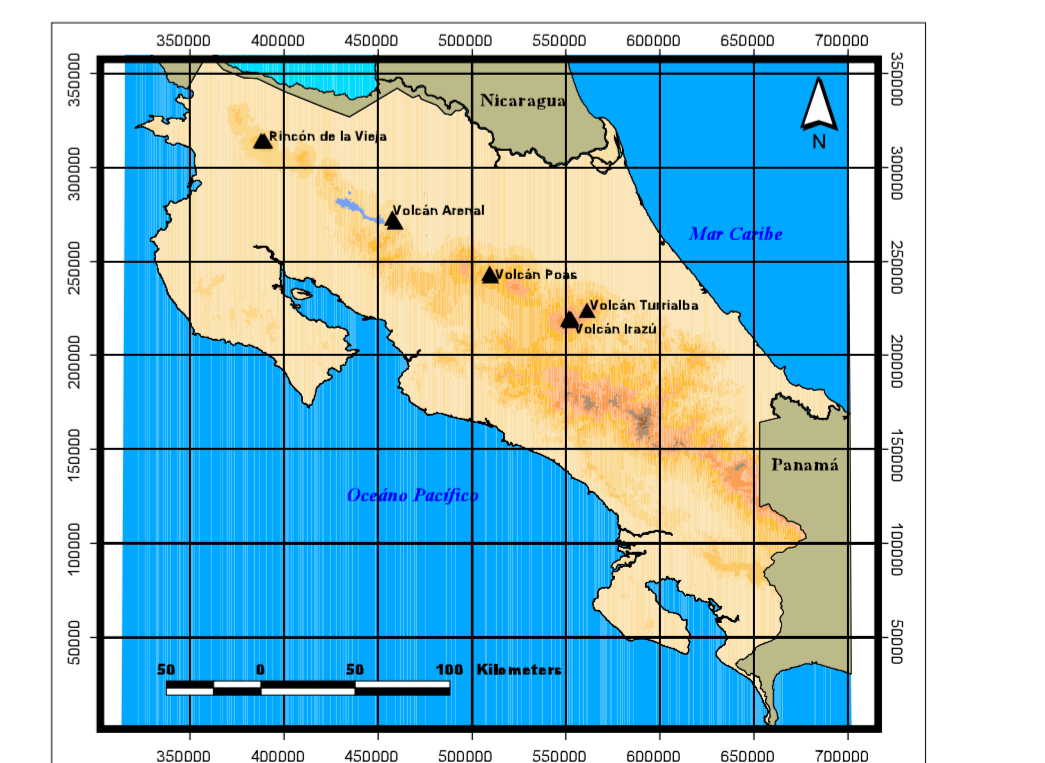 350000 400000 450000 500000 550000 600000 650000 700000
350000 350000
Nicaragua
N
Rincón de la Vieja
300000 300000
Volcán Arenal
Mar Caribe
250000 250000
Volcán Poás
Volcán Turrialba
Volcán Irazú
200000 200000
150000 150000
Panamá
Oceáno Pacífico
100000 100000
50000 50000
50 0 50 100 Kilometers
350000 400000 450000 500000 550000 600000 650000 700000